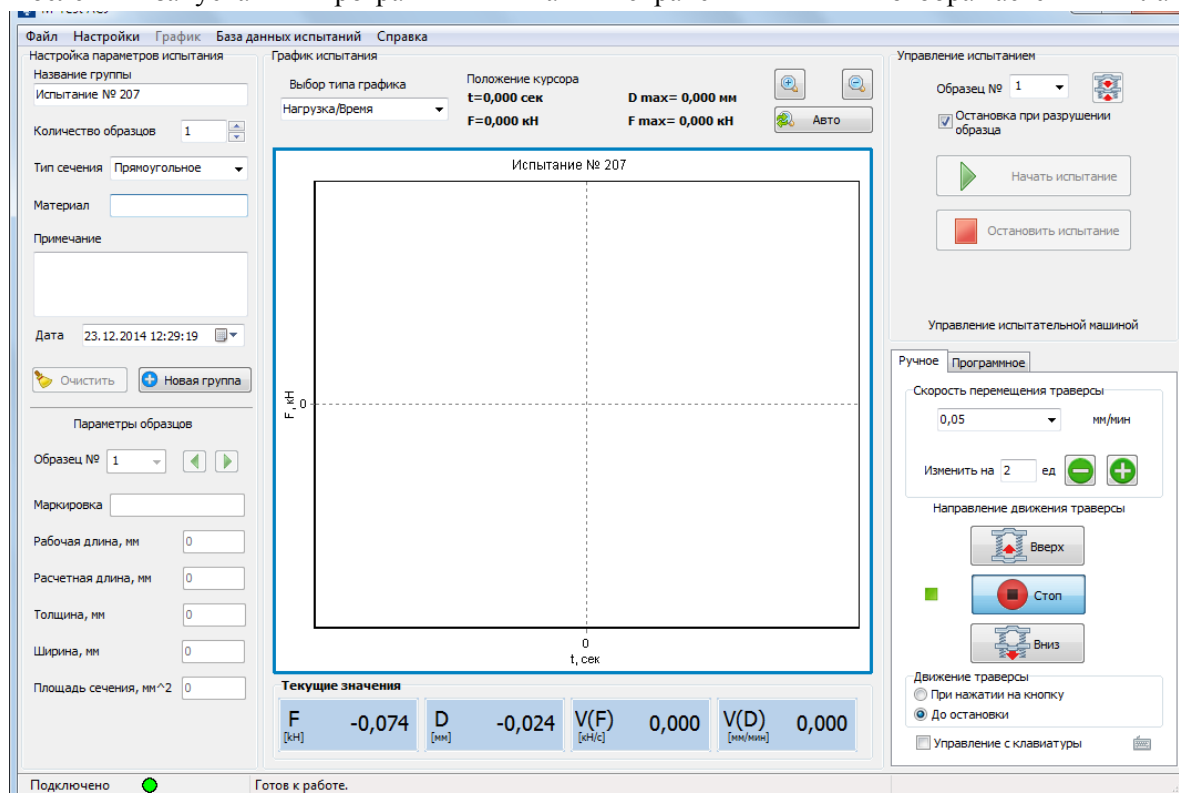 Файл Настройки График База данных испытаний Справка
Настройка параметров испытания
Название группы
Испытание № 207
Количество образцов 1
Тип сечения Прямоугольное
Материал
Примечание
Дата 23.12.2014 12:29:19
Очистить Новая группа
Параметры образцов
Образец № 1
Маркировка
Рабочая длина, мм 0
Расчетная длина, мм 0
Толщина, мм 0
Ширина, мм 0
Площадь сечения, мм^2 0
График испытания
Выбор типа графика
Нагрузка/Время
Положение курсора
t=0,000 сек D max= 0,000 мм
F=0,000 кН F max= 0,000 кН
Авто
Испытание № 207
F, кН
0
0
t, сек
Текущие значения
F [кН] -0,074 D [мм] -0,024 V(F) [кН/с] 0,000 V(D) [мм/мин] 0,000
Управление испытанием
Образец № 1
Остановка при разрушении
образца
Начать испытание
Остановить испытание
Управление испытательной машиной
Ручное Программное
Скорость перемещения траверсы
0,05 мм/мин
Изменить на 2 ед
Направление движения траверсы
Вверх
Стоп
Вниз
Движение траверсы
При нажатии на кнопку
До остановки
Управление с клавиатуры
Подключено Готов к работе.